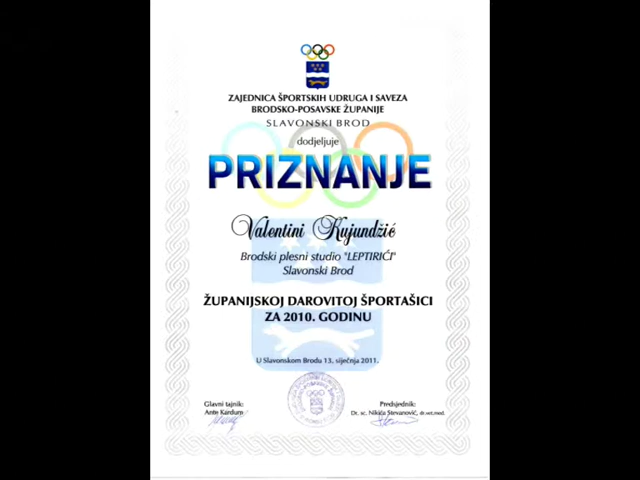 ZAJEDNICA ŠPORTSKIH UDRUGA I SAVEZA
BRODSKO-POSAVSKE ŽUPANIJE
SLAVONSKI BROD
dodjeljuje
PRIZNANJE
Valentini Kujundžić
Brodski plesni studio "LEPTIRIĆI"
Slavonski Brod
ŽUPANIJSKOJ DAROVITOJ ŠPORTAŠICI
ZA 2010. GODINU
U Slavonskom Brodu 13. siječnja 2011.
Glavni tajnik:
Ante Kardum
Predsjednik:
Dr. sc. Nikica Stevanović, dr.vet.med.